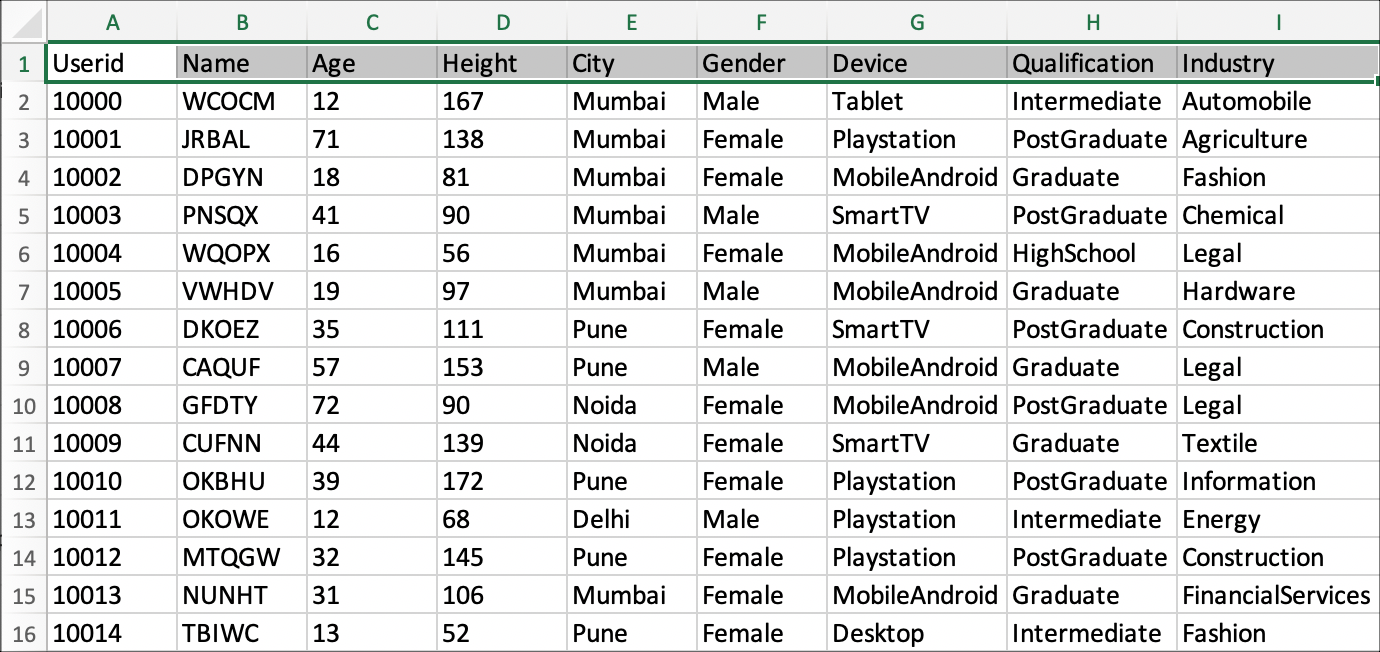 A B C D E F G H I
1 Userid Name Age Height City Gender Device Qualification Industry
2 10000 WCOCM 12 167 Mumbai Male Tablet Intermediate Automobile
3 10001 JRBAL 71 138 Mumbai Female Playstation PostGraduate Agriculture
4 10002 DPGYN 18 81 Mumbai Female MobileAndroid Graduate Fashion
5 10003 PNSQX 41 90 Mumbai Male SmartTV PostGraduate Chemical
6 10004 WQOPX 16 56 Mumbai Female MobileAndroid HighSchool Legal
7 10005 VWHDV 19 97 Mumbai Male MobileAndroid Graduate Hardware
8 10006 DKOEZ 35 111 Pune Female SmartTV PostGraduate Construction
9 10007 CAQUF 57 153 Pune Male MobileAndroid Graduate Legal
10 10008 GFDTY 72 90 Noida Female MobileAndroid PostGraduate Legal
11 10009 CUFNN 44 139 Noida Female SmartTV Graduate Textile
12 10010 OKBHU 39 172 Pune Female Playstation PostGraduate Information
13 10011 OKOWE 12 68 Delhi Male Playstation Intermediate Energy
14 10012 MTQGW 32 145 Pune Female Playstation PostGraduate Construction
15 10013 NUNHT 31 106 Mumbai Female MobileAndroid Graduate FinancialServices
16 10014 TBIWC 13 52 Pune Female Desktop Intermediate Fashion